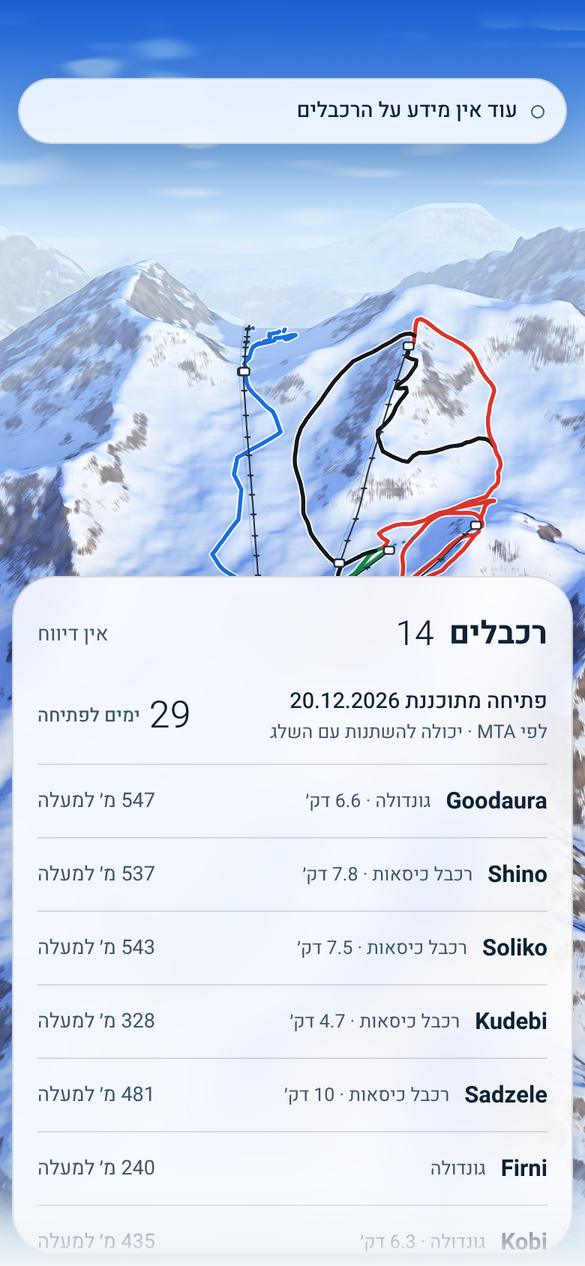 עוד אין מידע על הרכבלים
רכבלים 14 אין דיווח
פתיחה מתוכננת 20.12.2026
לפי MTA · יכולה להשתנות עם השלג
29 ימים לפתיחה
Goodaura גונדולה · 6.6 דק׳ 547 מ׳ למעלה
Shino רכבל כיסאות · 7.8 דק׳ 537 מ׳ למעלה
Soliko רכבל כיסאות · 7.5 דק׳ 543 מ׳ למעלה
Kudebi רכבל כיסאות · 4.7 דק׳ 328 מ׳ למעלה
Sadzele רכבל כיסאות · 10 דק׳ 481 מ׳ למעלה
Firni גונדולה 240 מ׳ למעלה
Kobi גונדולה · 6.3 דק׳ 435 מ׳ למעלה